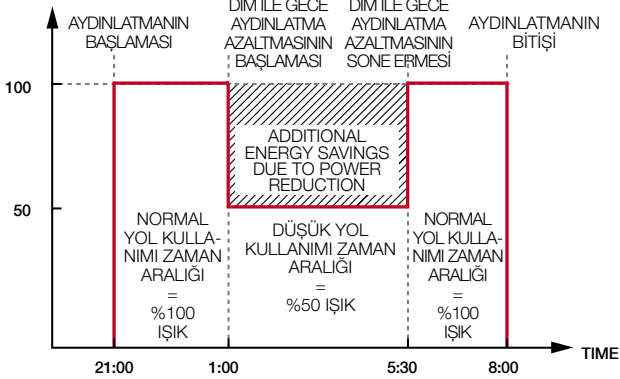 AYDINLATMANIN
BAŞLAMASI
DİM İLE GECE
AYDINLATMA
AZALTMASININ
BAŞLAMASI
DİM İLE GECE
AYDINLATMA
AZALTMASININ
SONE ERMESİ
AYDINLATMANIN
BİTİŞİ
100
50
ADDITIONAL
ENERGY SAVINGS
DUE TO POWER
REDUCTION
NORMAL
YOL KULLA-
NIMI ZAMAN
ARALIĞI
=
%100
IŞIK
DÜŞÜK YOL
KULLANIMI ZAMAN
ARALIĞI
=
%50 IŞIK
NORMAL
YOL KULLA-
NIMI ZAMAN
ARALIĞI
=
%100
IŞIK
TIME
21:00
1:00
5:30
8:00